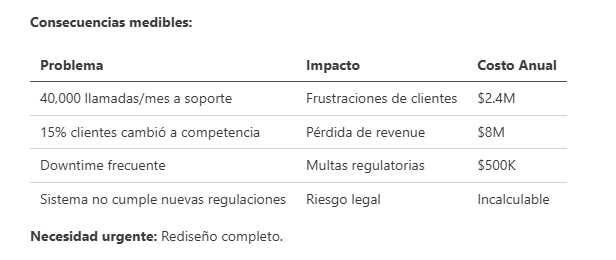 Consecuencias medibles:
Problema Impacto Costo Anual
40,000 llamadas/mes a soporte Frustraciones de clientes $2.4M
15% clientes cambió a competencia Pérdida de revenue $8M
Downtime frecuente Multas regulatorias $500K
Sistema no cumple nuevas regulaciones Riesgo legal Incalculable
Necesidad urgente: Rediseño completo.